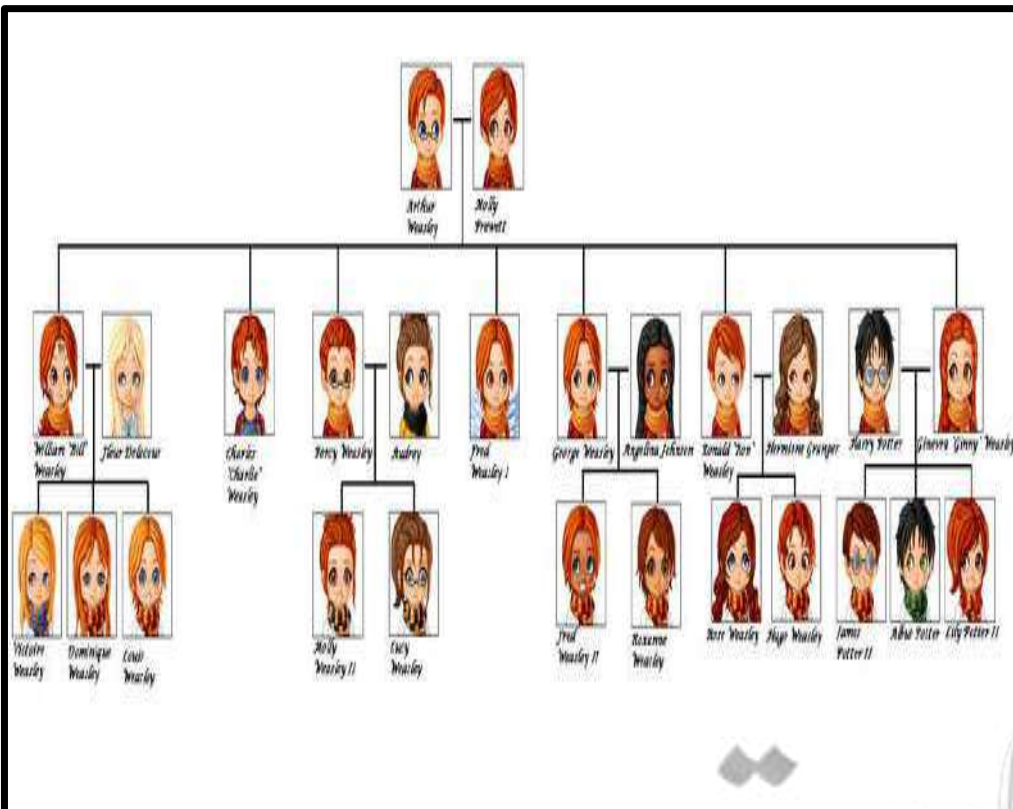 Arthur
Weasley
Molly
Prewett
William "Bill"
Weasley
Fleur Delacour
Charles
"Charlie"
Weasley
Percy Weasley
Audrey
Fred
Weasley I
George Weasley
Angelina Johnson
Ronald "Ron"
Weasley
Hermione Granger
Harry Potter
Ginevra "Ginny" Weasley
Victoire
Weasley
Dominique
Weasley
Louis
Weasley
Molly
Weasley II
Lucy
Weasley
Fred
Weasley II
Roxanne
Weasley
Rose Weasley
Hugo Weasley
James
Potter II
Albus Potter
Lily Potter II